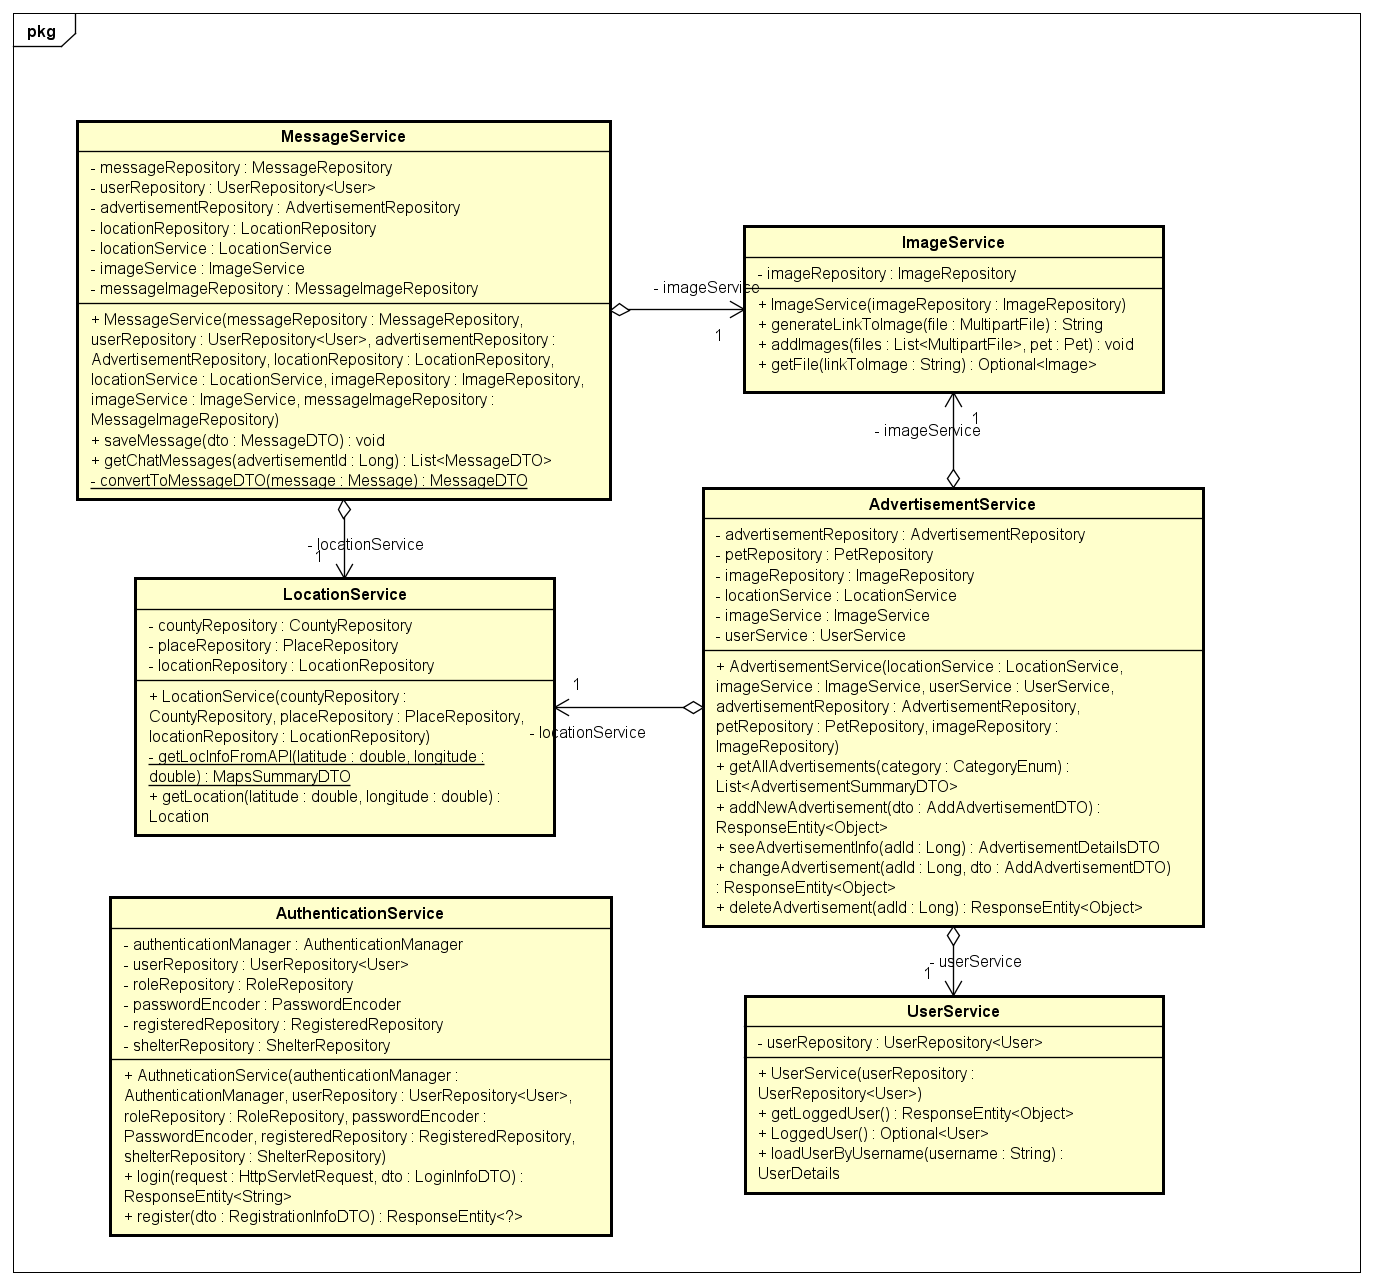 pkg
MessageService
- messageRepository : MessageRepository
- userRepository : UserRepository<User>
- advertisementRepository : AdvertisementRepository
- locationRepository : LocationRepository
- locationService : LocationService
- imageService : ImageService
- messageImageRepository : MessageImageRepository
+ MessageService(messageRepository : MessageRepository,
userRepository : UserRepository<User>, advertisementRepository :
AdvertisementRepository, locationRepository : LocationRepository,
locationService : LocationService, imageRepository : ImageRepository,
imageService : ImageService, messageImageRepository :
MessageImageRepository)
+ saveMessage(dto : MessageDTO) : void
+ getChatMessages(advertisementId : Long) : List<MessageDTO>
- convertToMessageDTO(message : Message) : MessageDTO
- imageService
1
ImageService
- imageRepository : ImageRepository
+ ImageService(imageRepository : ImageRepository)
+ generateLinkToImage(file : MultipartFile) : String
+ addImages(files : List<MultipartFile>, pet : Pet) : void
+ getFile(linkToImage : String) : Optional<Image>
1
- imageService
- locationService
1
LocationService
- countyRepository : CountyRepository
- placeRepository : PlaceRepository
- locationRepository : LocationRepository
+ LocationService(countyRepository :
CountyRepository, placeRepository : PlaceRepository,
locationRepository : LocationRepository)
- getLocInfoFromAPI(latitude : double, longitude :
double) : MapsSummaryDTO
+ getLocation(latitude : double, longitude : double) :
Location
1
- locationService
AdvertisementService
- advertisementRepository : AdvertisementRepository
- petRepository : PetRepository
- imageRepository : ImageRepository
- locationService : LocationService
- imageService : ImageService
- userService : UserService
+ AdvertisementService(locationService : LocationService,
imageService : ImageService, userService : UserService,
advertisementRepository : AdvertisementRepository,
petRepository : PetRepository, imageRepository :
ImageRepository)
+ getAllAdvertisements(category : CategoryEnum) :
List<AdvertisementSummaryDTO>
+ addNewAdvertisement(dto : AddAdvertisementDTO) :
ResponseEntity<Object>
+ seeAdvertisementInfo(adId : Long) : AdvertisementDetailsDTO
+ changeAdvertisement(adId : Long, dto : AddAdvertisementDTO)
: ResponseEntity<Object>
+ deleteAdvertisement(adId : Long) : ResponseEntity<Object>
- userService
1
AuthenticationService
- authenticationManager : AuthenticationManager
- userRepository : UserRepository<User>
- roleRepository : RoleRepository
- passwordEncoder : PasswordEncoder
- registeredRepository : RegisteredRepository
- shelterRepository : ShelterRepository
+ AuthneticationService(authenticationManager :
AuthenticationManager, userRepository : UserRepository<User>,
roleRepository : RoleRepository, passwordEncoder :
PasswordEncoder, registeredRepository : RegisteredRepository,
shelterRepository : ShelterRepository)
+ login(request : HttpServletRequest, dto : LoginInfoDTO) :
ResponseEntity<String>
+ register(dto : RegistrationInfoDTO) : ResponseEntity<?>
UserService
- userRepository : UserRepository<User>
+ UserService(userRepository :
UserRepository<User>)
+ getLoggedUser() : ResponseEntity<Object>
+ LoggedUser() : Optional<User>
+ loadUserByUsername(username : String) :
UserDetails